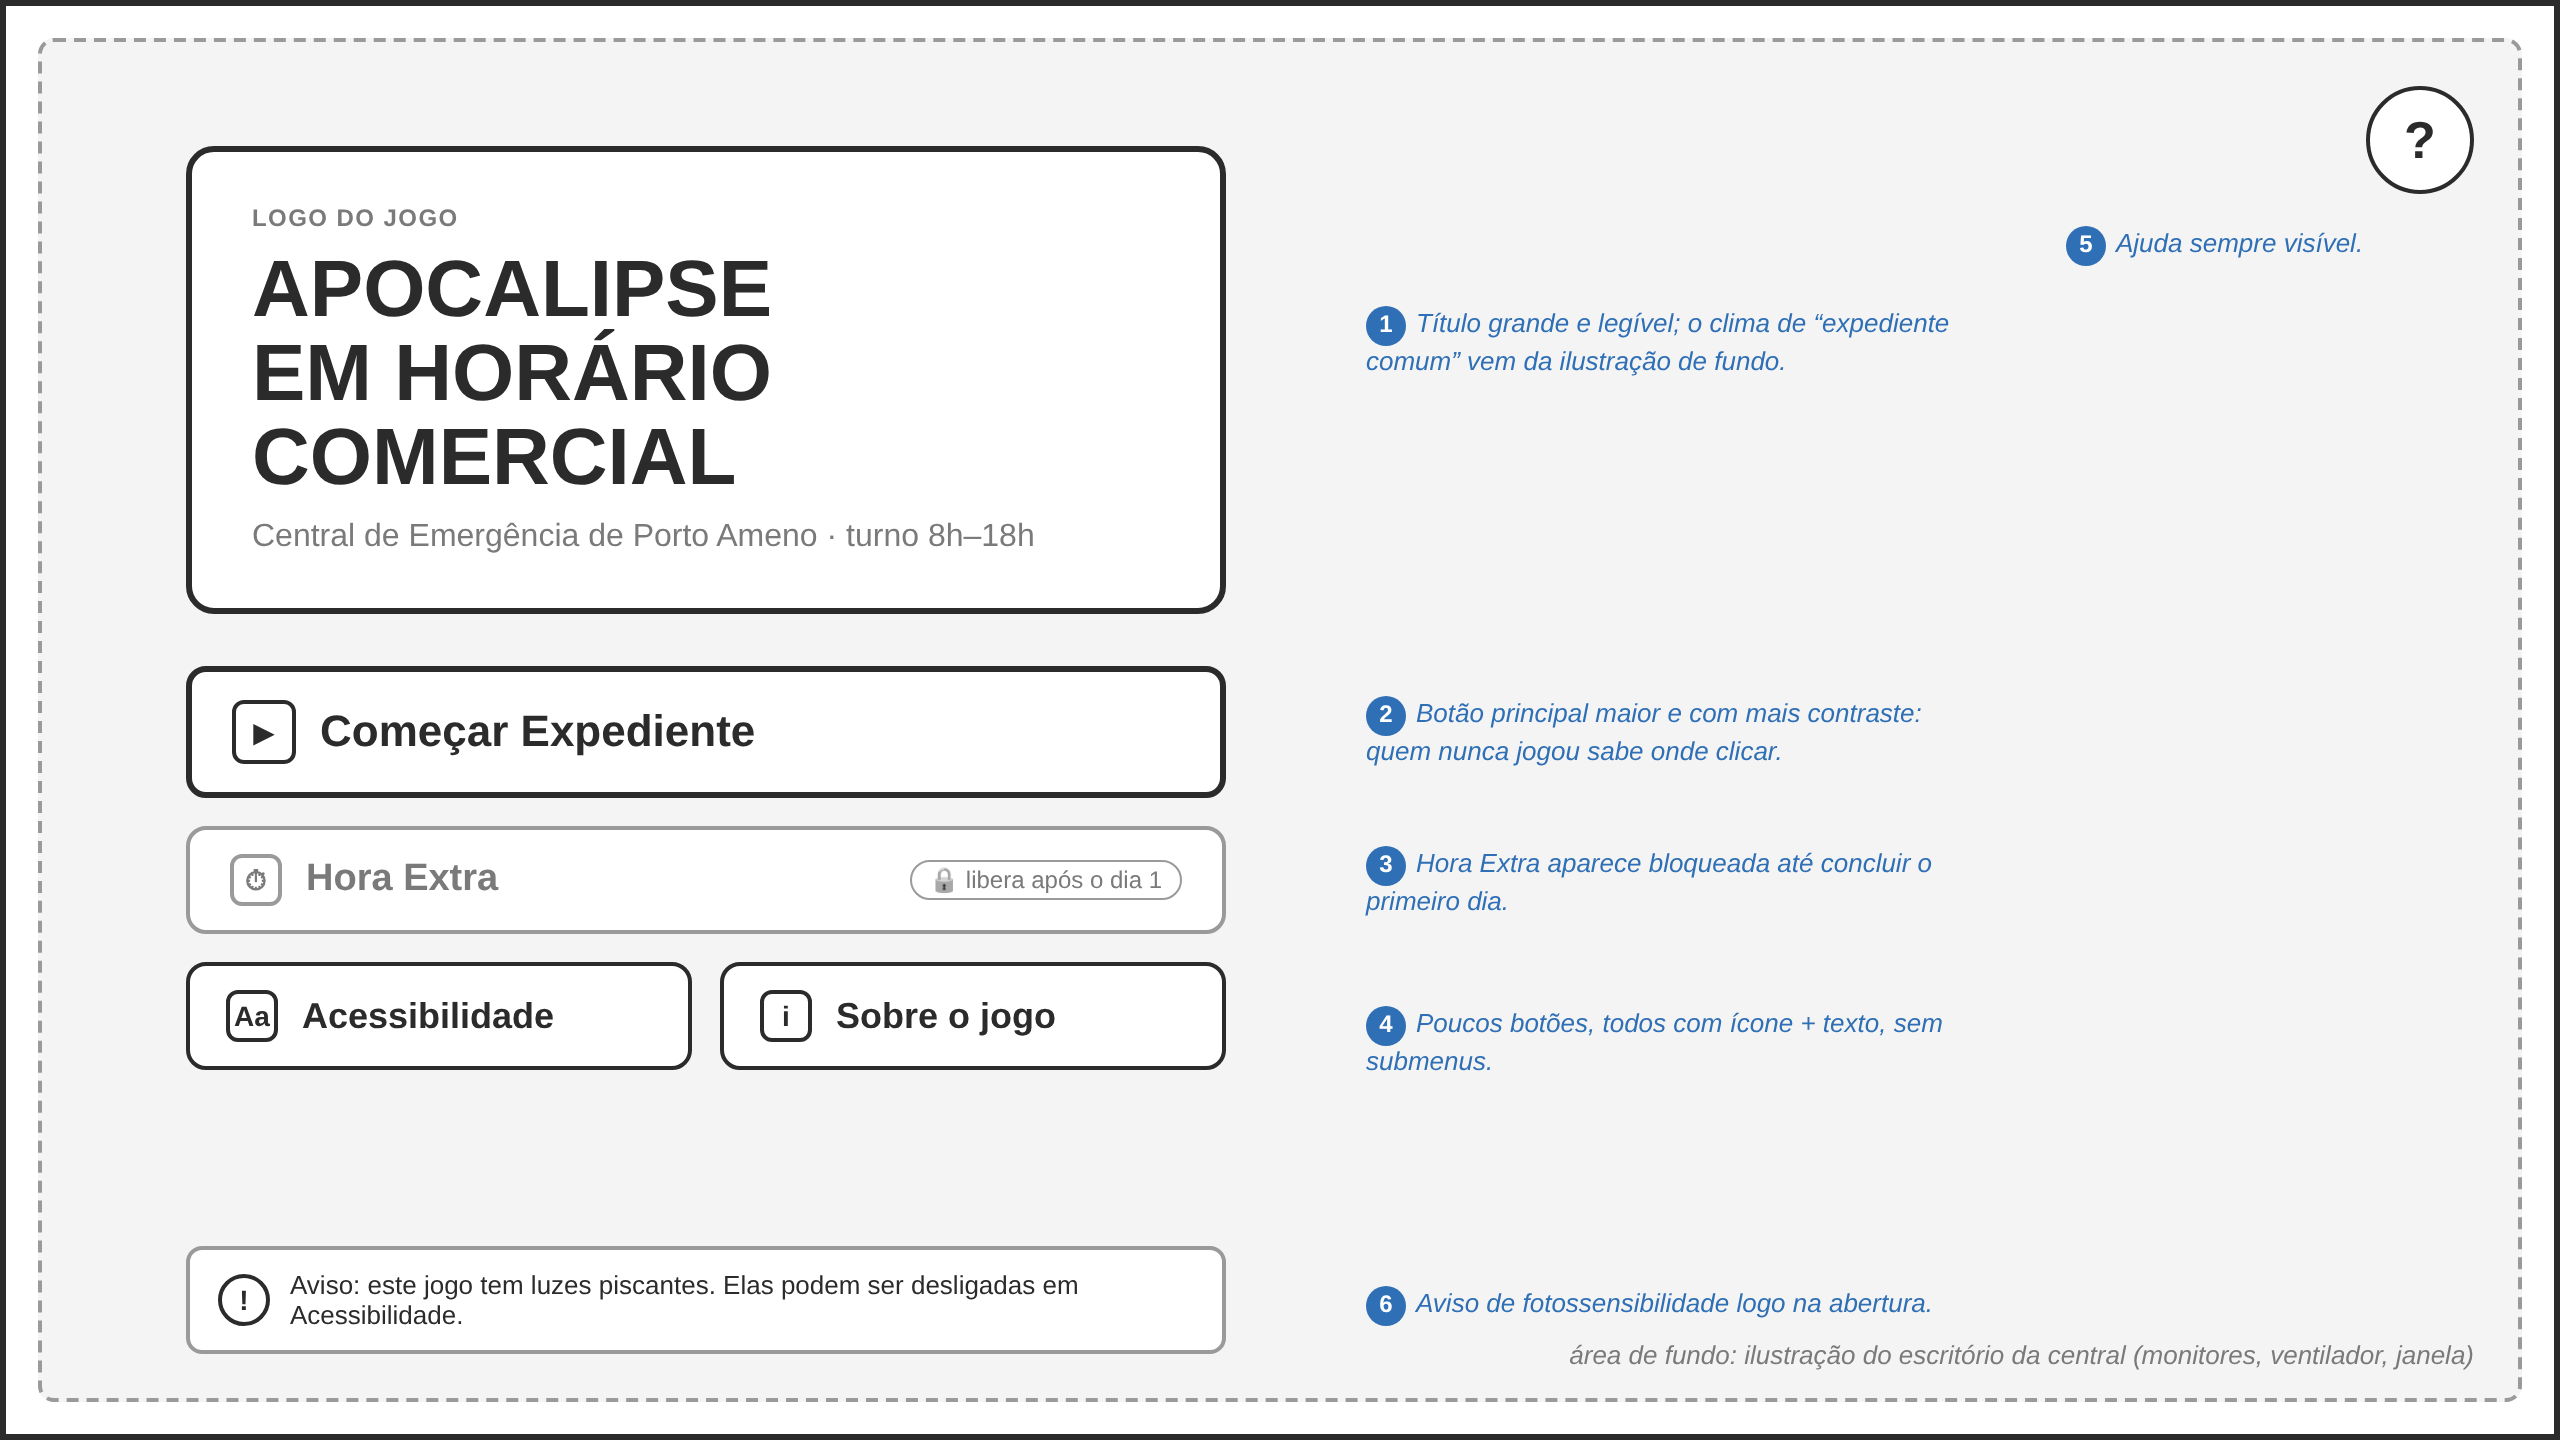 ?
LOGO DO JOGO
APOCALIPSE
EM HORÁRIO
COMERCIAL
Central de Emergência de Porto Ameno · turno 8h–18h
5 Ajuda sempre visível.
1 Título grande e legível; o clima de “expediente
comum” vem da ilustração de fundo.
▶ Começar Expediente
2 Botão principal maior e com mais contraste:
quem nunca jogou sabe onde clicar.
⏱ Hora Extra
🔒 libera após o dia 1
3 Hora Extra aparece bloqueada até concluir o
primeiro dia.
Aa Acessibilidade
i Sobre o jogo
4 Poucos botões, todos com ícone + texto, sem
submenus.
! Aviso: este jogo tem luzes piscantes. Elas podem ser desligadas em
Acessibilidade.
6 Aviso de fotossensibilidade logo na abertura.
área de fundo: ilustração do escritório da central (monitores, ventilador, janela)